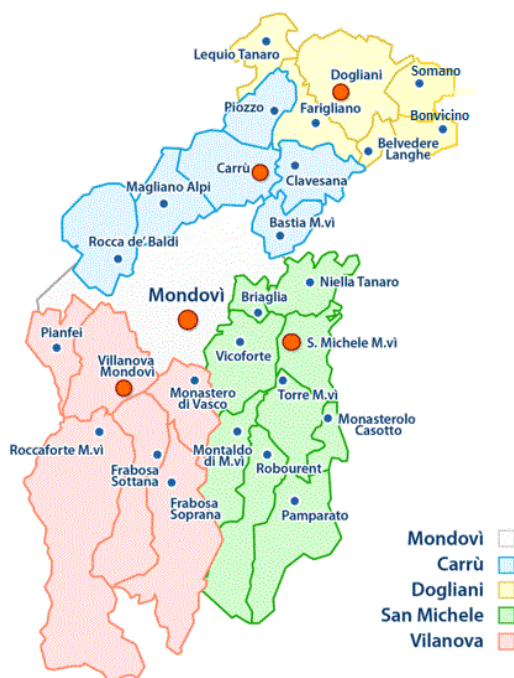 Lequio Tanaro
Dogliani
Somano
Piozzo
Farigliano
Bonvicino
Belvedere
Langhe
Carrù
Clavesana
Magliano Alpi
Bastia M.vì
Rocca de' Baldi
Niella Tanaro
Briaglia
Mondovì
Pianfei
S. Michele M.vì
Vicoforte
Villanova
Mondovì
Monastero
di Vasco
Torre M.vì
Monasterolo
Casotto
Roccaforte M.vì
Montaldo
di M.vì
Frabosa
Sottana
Robourent
Frabosa
Soprana
Pamparato
Mondovì
Carrù
Dogliani
San Michele
Vilanova